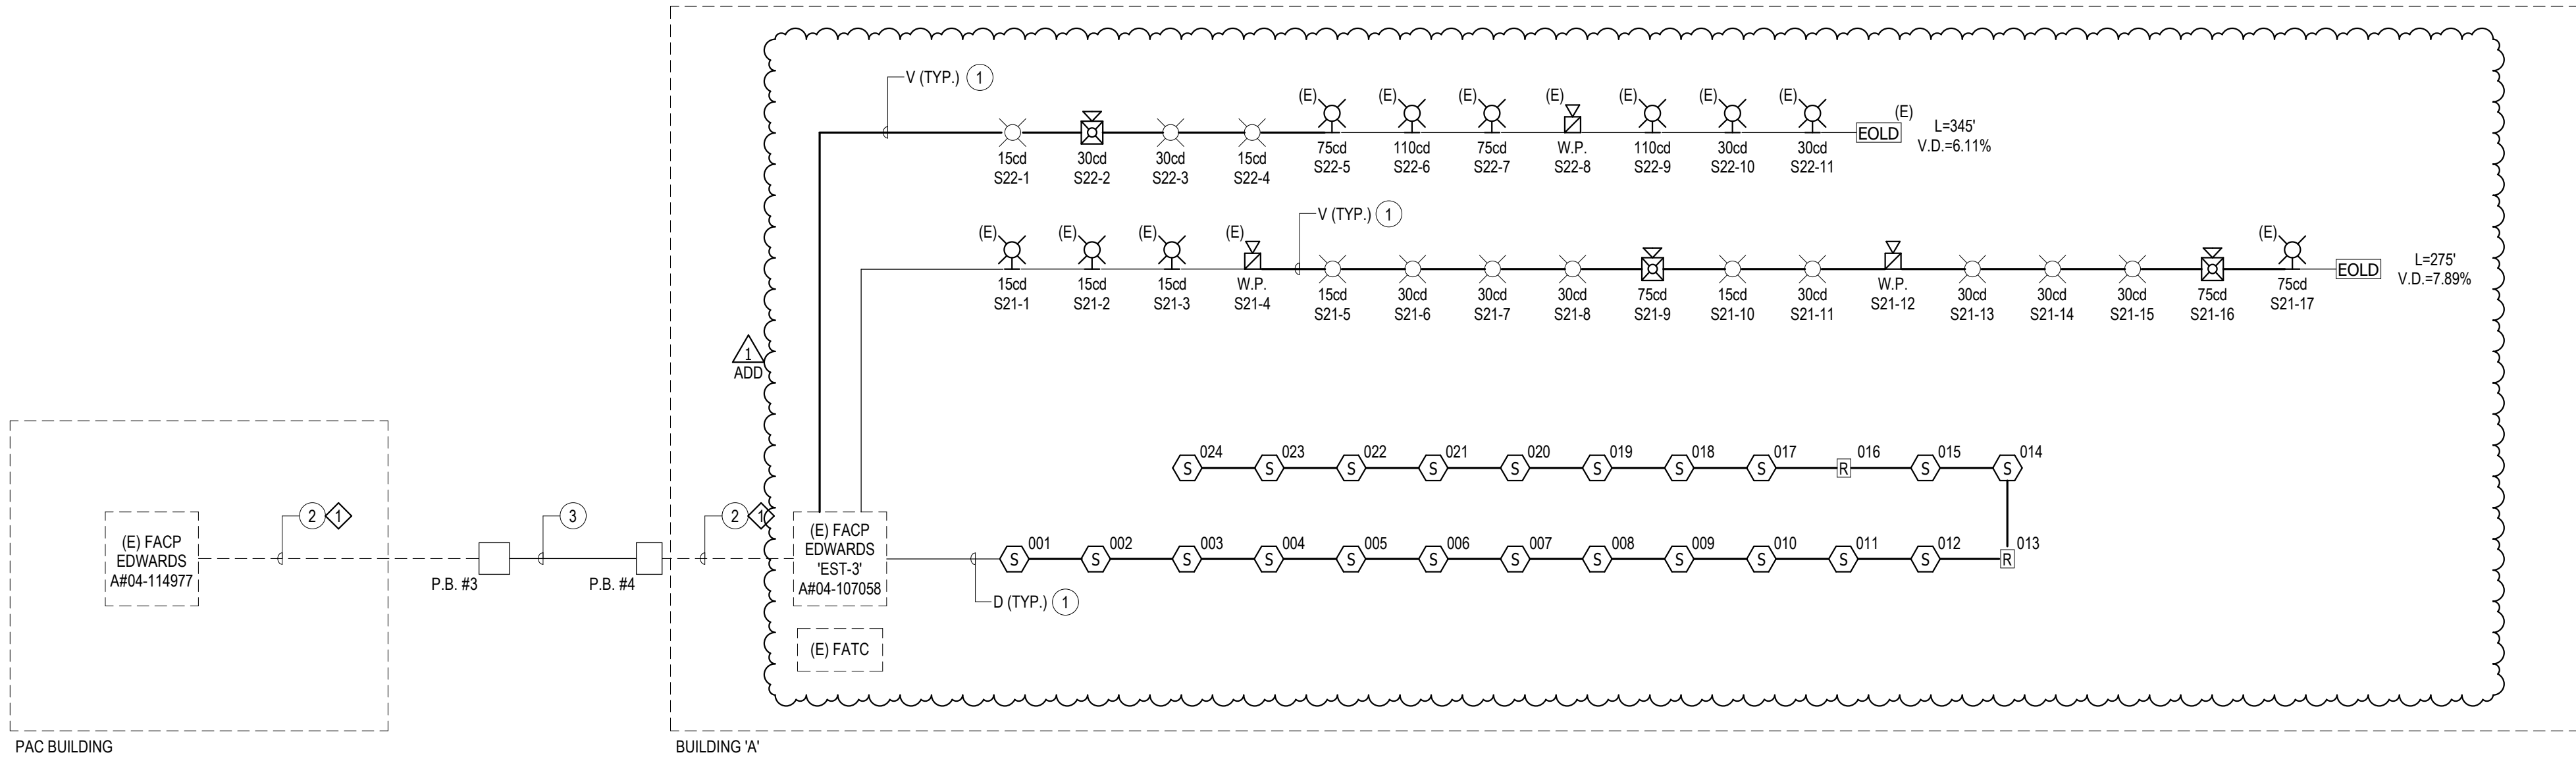 V (TYP.) 1
(E) (E) (E) (E) (E) (E) (E) (E)
15cd 30cd 30cd 15cd 75cd 110cd 75cd W.P. 110cd 30cd 30cd EOLD L=345'
S22-1 S22-2 S22-3 S22-4 S22-5 S22-6 S22-7 S22-8 S22-9 S22-10 S22-11 V.D.=6.11%
V (TYP.) 1
(E) (E) (E) (E) (E)
15cd 15cd 15cd W.P. 15cd 30cd 30cd 30cd 75cd 15cd 30cd W.P. 30cd 30cd 30cd 75cd 75cd EOLD L=275'
S21-1 S21-2 S21-3 S21-4 S21-5 S21-6 S21-7 S21-8 S21-9 S21-10 S21-11 S21-12 S21-13 S21-14 S21-15 S21-16 S21-17 V.D.=7.89%
1
ADD
024 023 022 021 020 019 018 017 016 015 014
S S S S S S S S R S S
2 1 3 2 1
(E) FACP
EDWARDS
A#04-114977
P.B. #3
P.B. #4
(E) FACP
EDWARDS
'EST-3'
A#04-107058
001 002 003 004 005 006 007 008 009 010 011 012 013
S S S S S S S S S S S S R
D (TYP.) 1
(E) FATC
PAC BUILDING
BUILDING 'A'